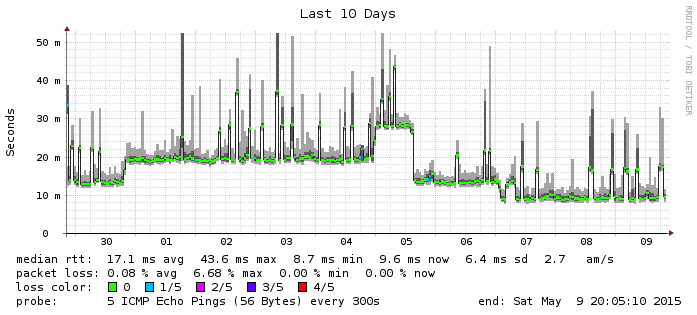 Last 10 Days
RRDTOOL / TOBI OETIKER
Seconds
50 m
40 m
30 m
20 m
10 m
0
30 01 02 03 04 05 06 07 08 09
median rtt: 17.1 ms avg 43.6 ms max 8.7 ms min 9.6 ms now 6.4 ms sd 2.7 am/s
packet loss: 0.08 % avg 6.68 % max 0.00 % min 0.00 % now
loss color: 0 1/5 2/5 3/5 4/5
probe: 5 ICMP Echo Pings (56 Bytes) every 300s end: Sat May 9 20:05:10 2015